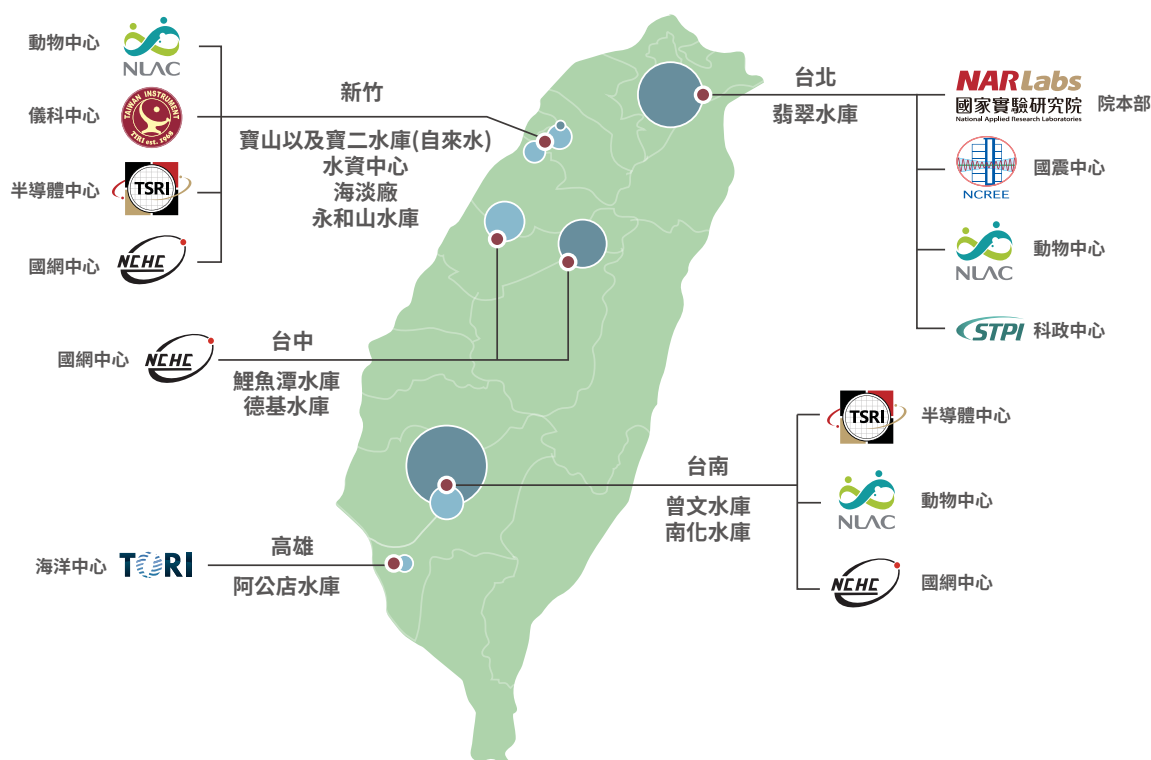 動物中心
NLAC
儀科中心
TAIWAN INSTRUMENT
TIRI est. 1968
半導體中心
TSRI
國網中心
NCHC
新竹
寶山以及寶二水庫(自來水)
水資中心
海淡廠
永和山水庫
台北
翡翠水庫
NARLabs
國家實驗研究院
National Applied Research Laboratories
院本部
NCREE
國震中心
NLAC
動物中心
STPI
科政中心
國網中心
NCHC
台中
鯉魚潭水庫
德基水庫
台南
曾文水庫
南化水庫
TSRI
半導體中心
NLAC
動物中心
NCHC
國網中心
海洋中心
TORI
高雄
阿公店水庫